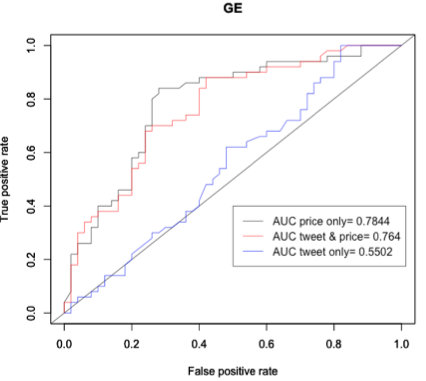 GE
True positive rate
1.0
0.8
0.6
0.4
0.2
0.0
AUC price only= 0.7844
AUC tweet & price= 0.764
AUC tweet only= 0.5502
0.0 0.2 0.4 0.6 0.8 1.0
False positive rate